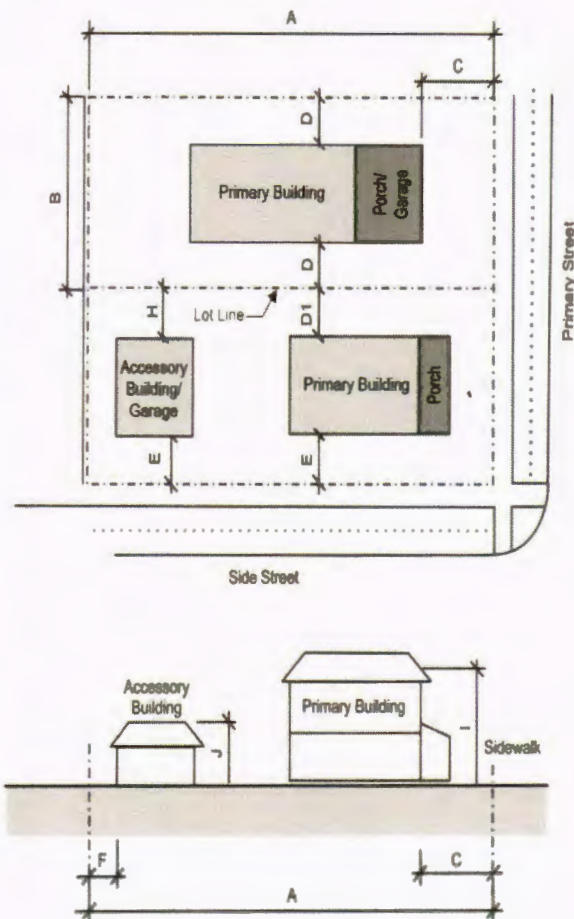 A
C
D
B
Primary Building
Porch/
Garage
Primary Street
D
H
Lot Line
D1
Accessory
Building/
Garage
Primary Building
Porch
E
E
Side Street
Accessory
Building
Primary Building
J
I
Sidewalk
F
C
A